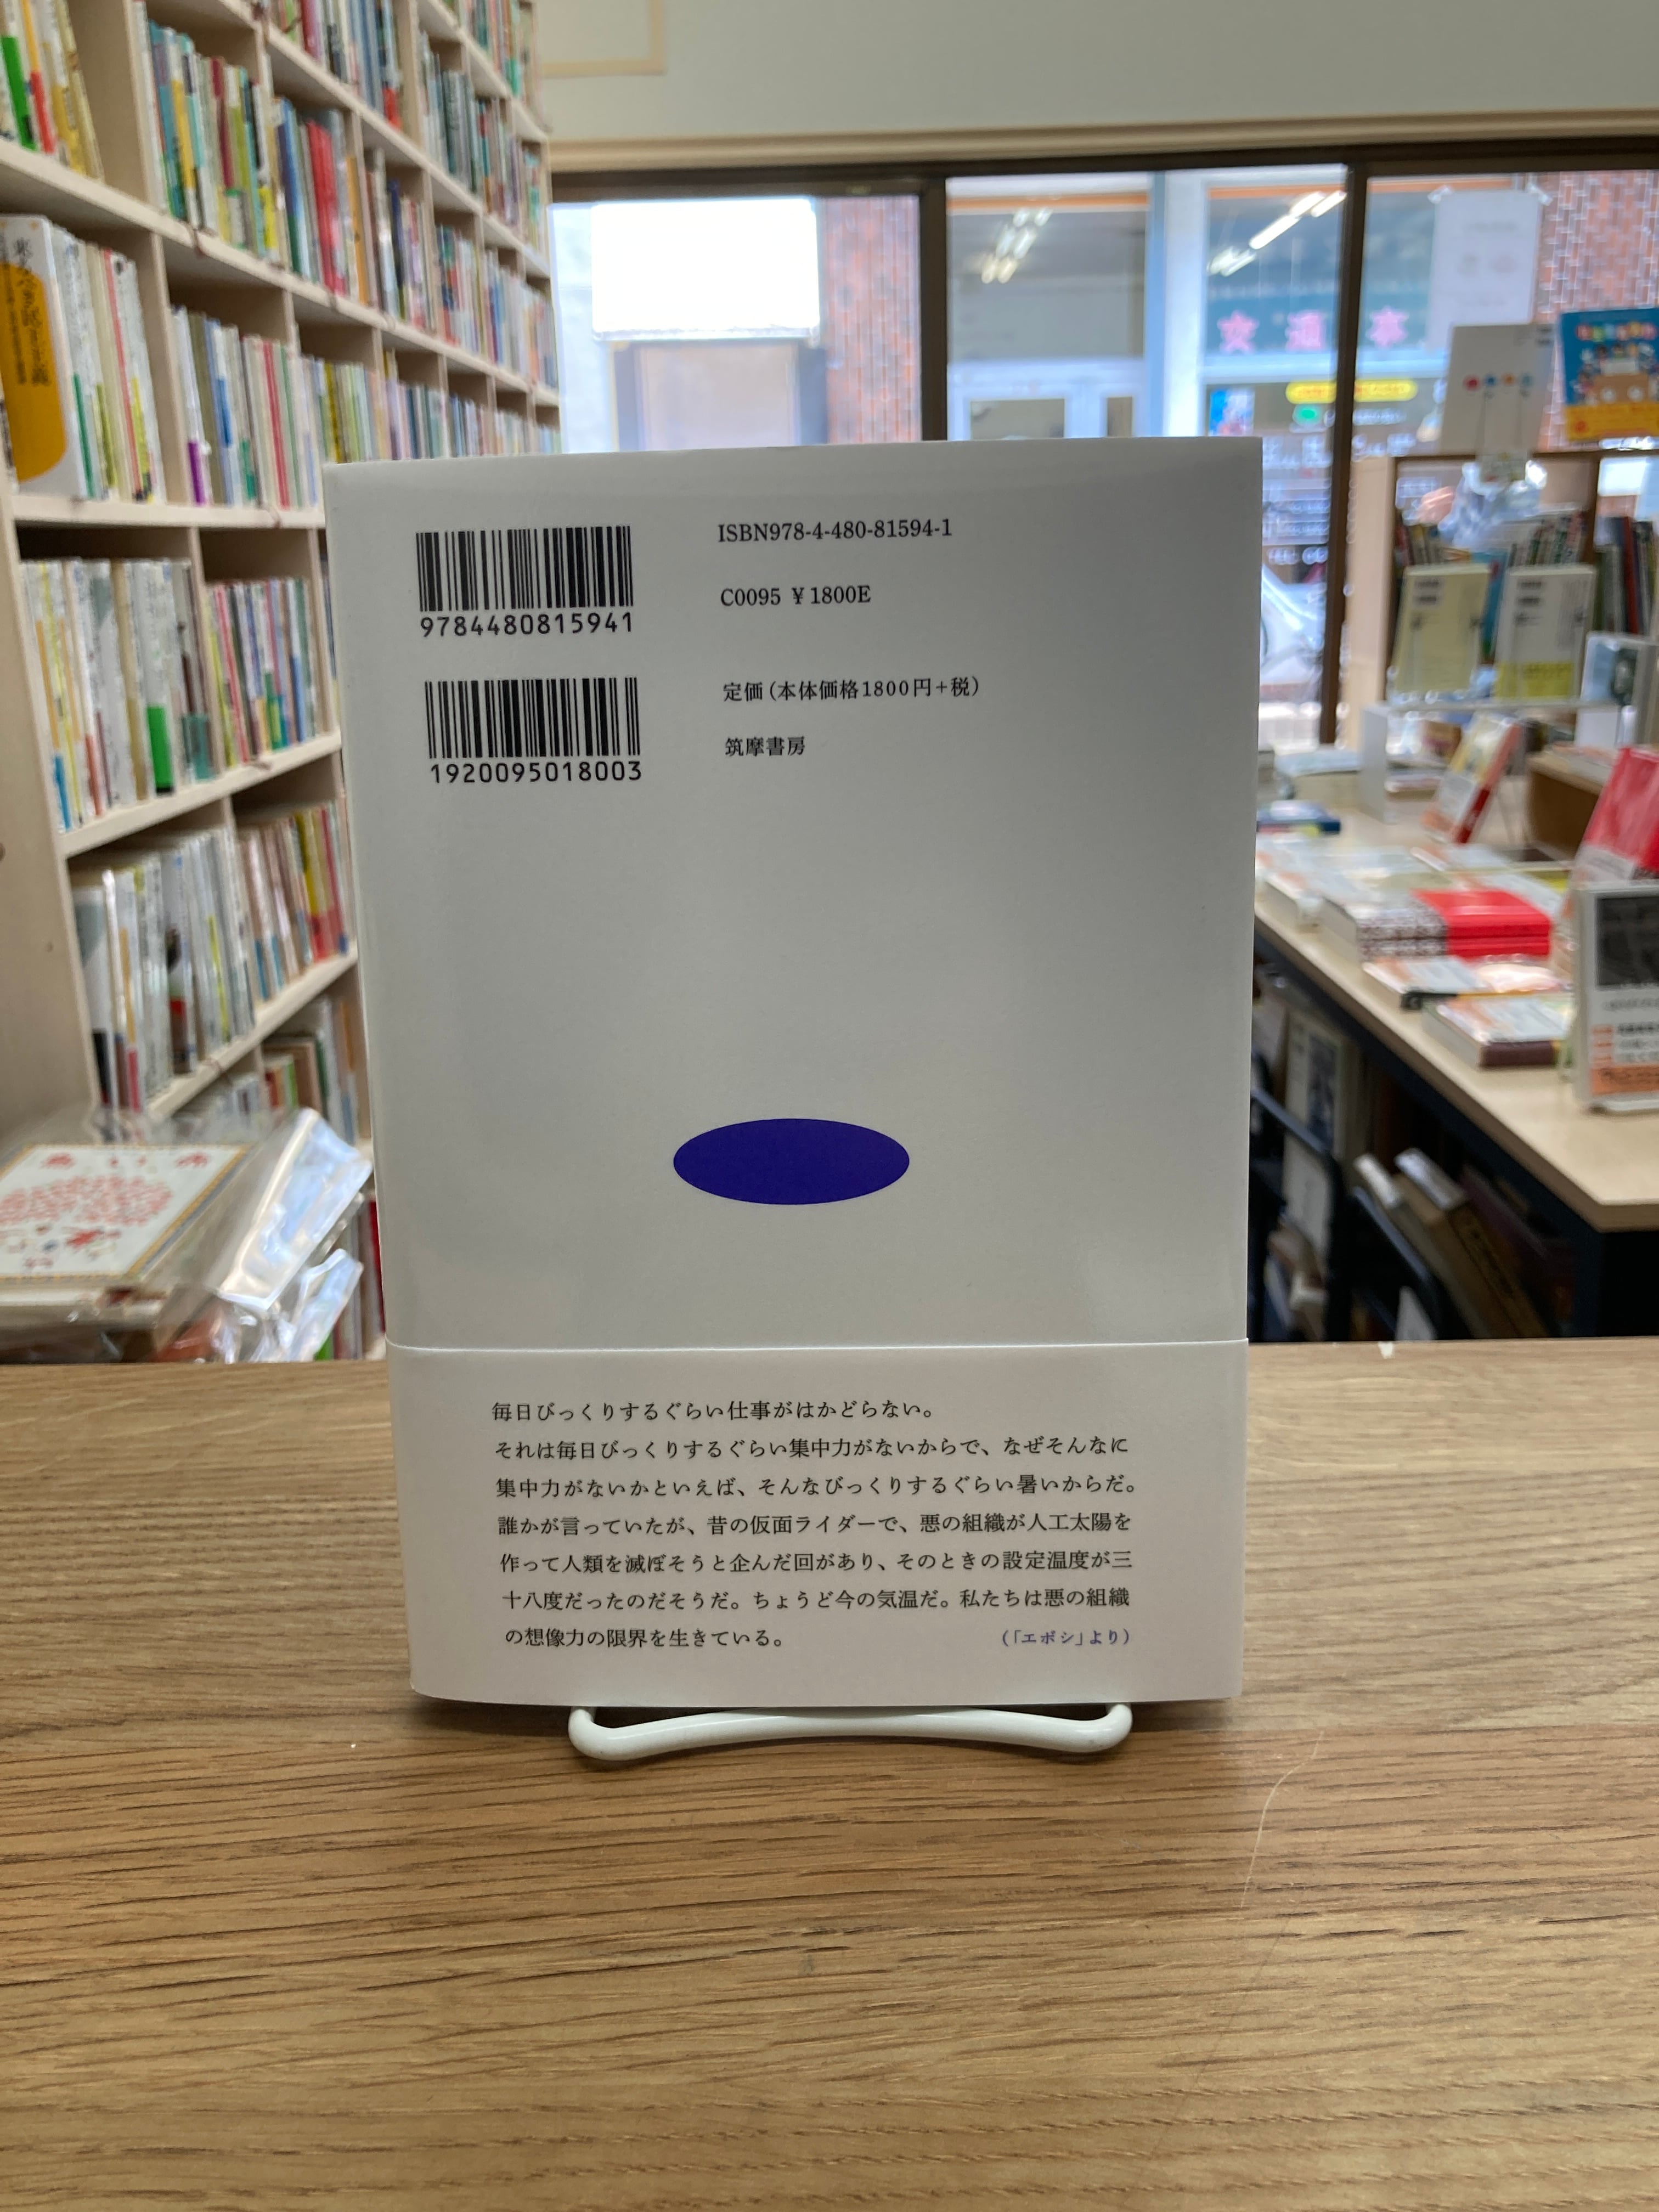 ISBN978-4-480-81594-1
9784480815941
C0095 ¥1800E
定価(本体価格1800円+税)
筑摩書房
1920095018003
毎日びっくりするぐらい仕事がはかどらない。
それは毎日びっくりするぐらい集中力がないからで、なぜそんなに
集中力がないかといえば、そんなびっくりするぐらい暑いからだ。
誰かが言っていたが、昔の仮面ライダーで、悪の組織が人工太陽を
作って人類を滅ぼそうと企んだ回があり、そのときの設定温度が三
十八度だったのだそうだ。ちょうど今の気温だ。私たちは悪の組織
の想像力の限界を生きている。
(「エボシ」より)